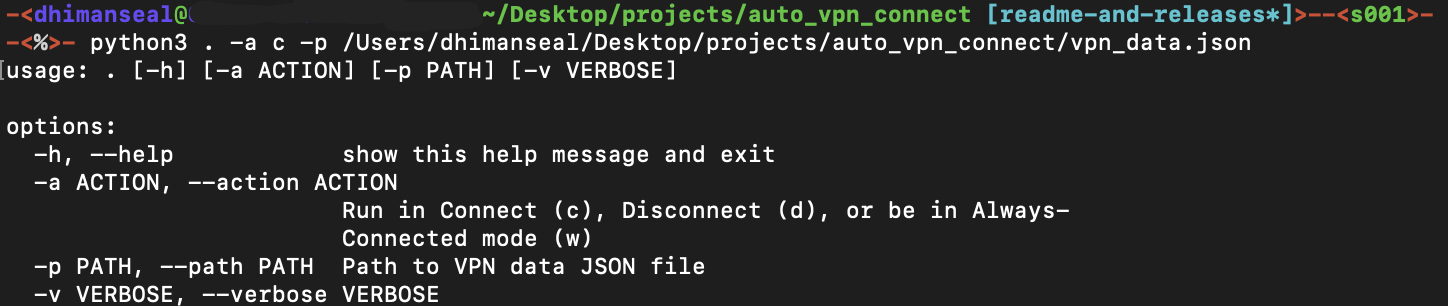 -<dhimanseal@ ~/Desktop/projects/auto_vpn_connect [readme-and-releases*]>--<s001>-
-<%>- python3 . -a c -p /Users/dhimanseal/Desktop/projects/auto_vpn_connect/vpn_data.json
usage: . [-h] [-a ACTION] [-p PATH] [-v VERBOSE]
options:
-h, --help show this help message and exit
-a ACTION, --action ACTION
Run in Connect (c), Disconnect (d), or be in Always-
Connected mode (w)
-p PATH, --path PATH Path to VPN data JSON file
-v VERBOSE, --verbose VERBOSE